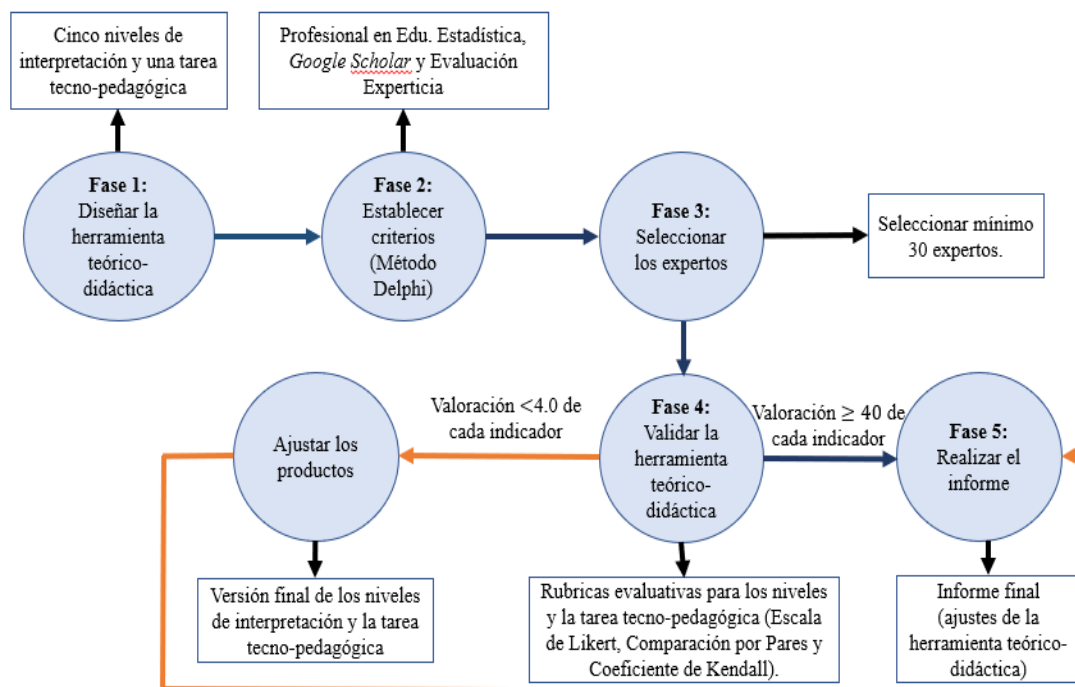 Cinco niveles de
interpretación y una tarea
tecno-pedagógica
Profesional en Edu. Estadística,
Google Scholar y Evaluación
Experticia
Fase 1:
Diseñar la
herramienta
teórico-
didáctica
Fase 2:
Establecer
criterios
(Método
Delphi)
Fase 3:
Seleccionar
los expertos
Seleccionar mínimo
30 expertos.
Ajustar los
productos
Valoración <4.0 de
cada indicador
Fase 4:
Validar la
herramienta
teórico-
didáctica
Valoración ≥ 40 de
cada indicador
Fase 5:
Realizar el
informe
Versión final de los niveles
de interpretación y la tarea
tecno-pedagógica
Rubricas evaluativas para los niveles
y la tarea tecno-pedagógica (Escala
de Likert, Comparación por Pares y
Coeficiente de Kendall).
Informe final
(ajustes de la
herramienta teórico-
didáctica)